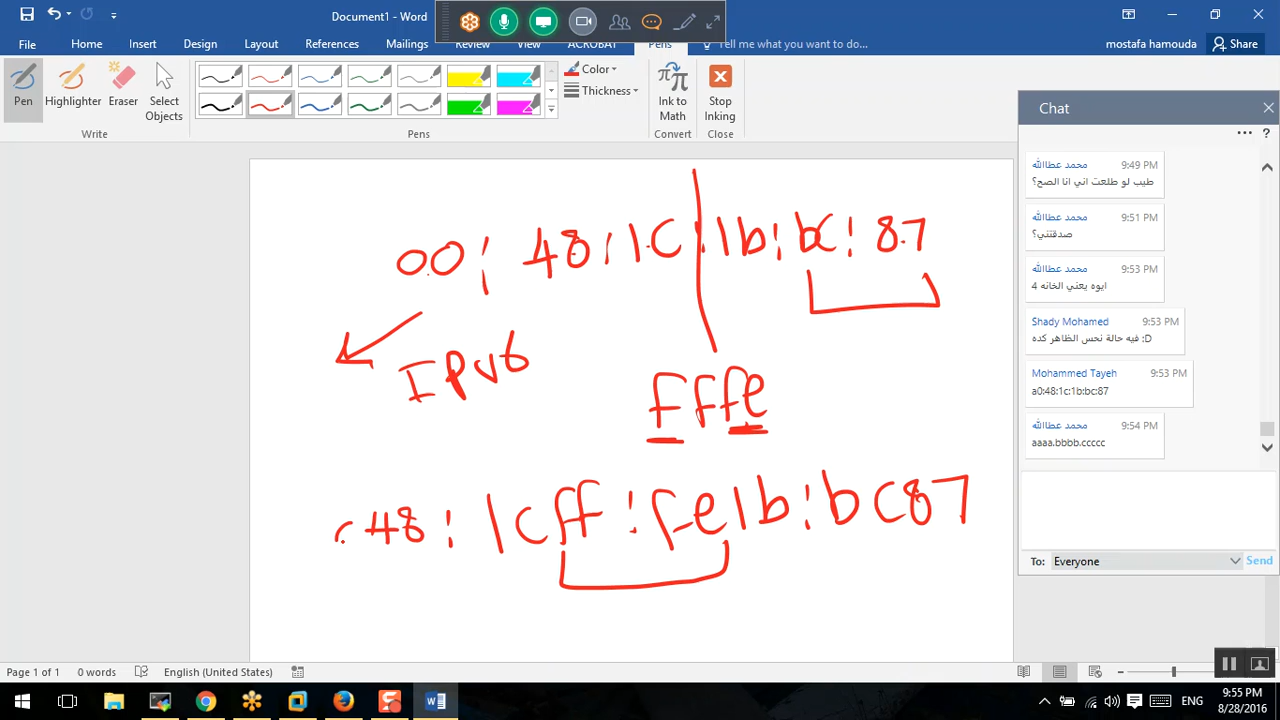 Document1 - Word
File Home Insert Design Layout References Mailings Review View ACROBAT Pens Tell me what you want to do...
mostafa hamouda Share
Pen Highlighter Eraser Select Objects
Color
Thickness
Ink to Math Stop Inking
Write Pens Convert Close
00: 48:1C:1b:bC:87
IPv6
fffe
48: 1cff:fe1b:bC87
Chat
محمد عطاالله 9:49 PM
طيب لو طلعت اني انا الصح؟
محمد عطاالله 9:51 PM
صدقتني؟
محمد عطاالله 9:53 PM
ايوه يعني الخانه 4
Shady Mohamed 9:53 PM
فيه حالة نحس الظاهر كده :D
Mohammed Tayeh 9:53 PM
a0:48:1c:1b:bc:87
محمد عطاالله 9:54 PM
aaaa.bbbb.ccccc
To: Everyone Send
Page 1 of 1 0 words English (United States)
ENG 9:55 PM
8/28/2016